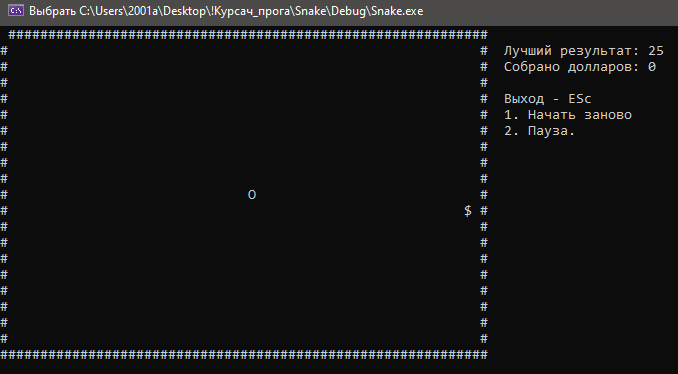 Выбрать C:\Users\2001a\Desktop\!Курсач_прога\Snake\Debug\Snake.exe
############################################################
# # Лучший результат: 25
# # Собрано долларов: 0
# #
# # Выход - ESc
# # 1. Начать заново
# # 2. Пауза.
# #
# #
# #
# O #
# $ #
# #
# #
# #
# #
# #
# #
# #
# #
#############################################################